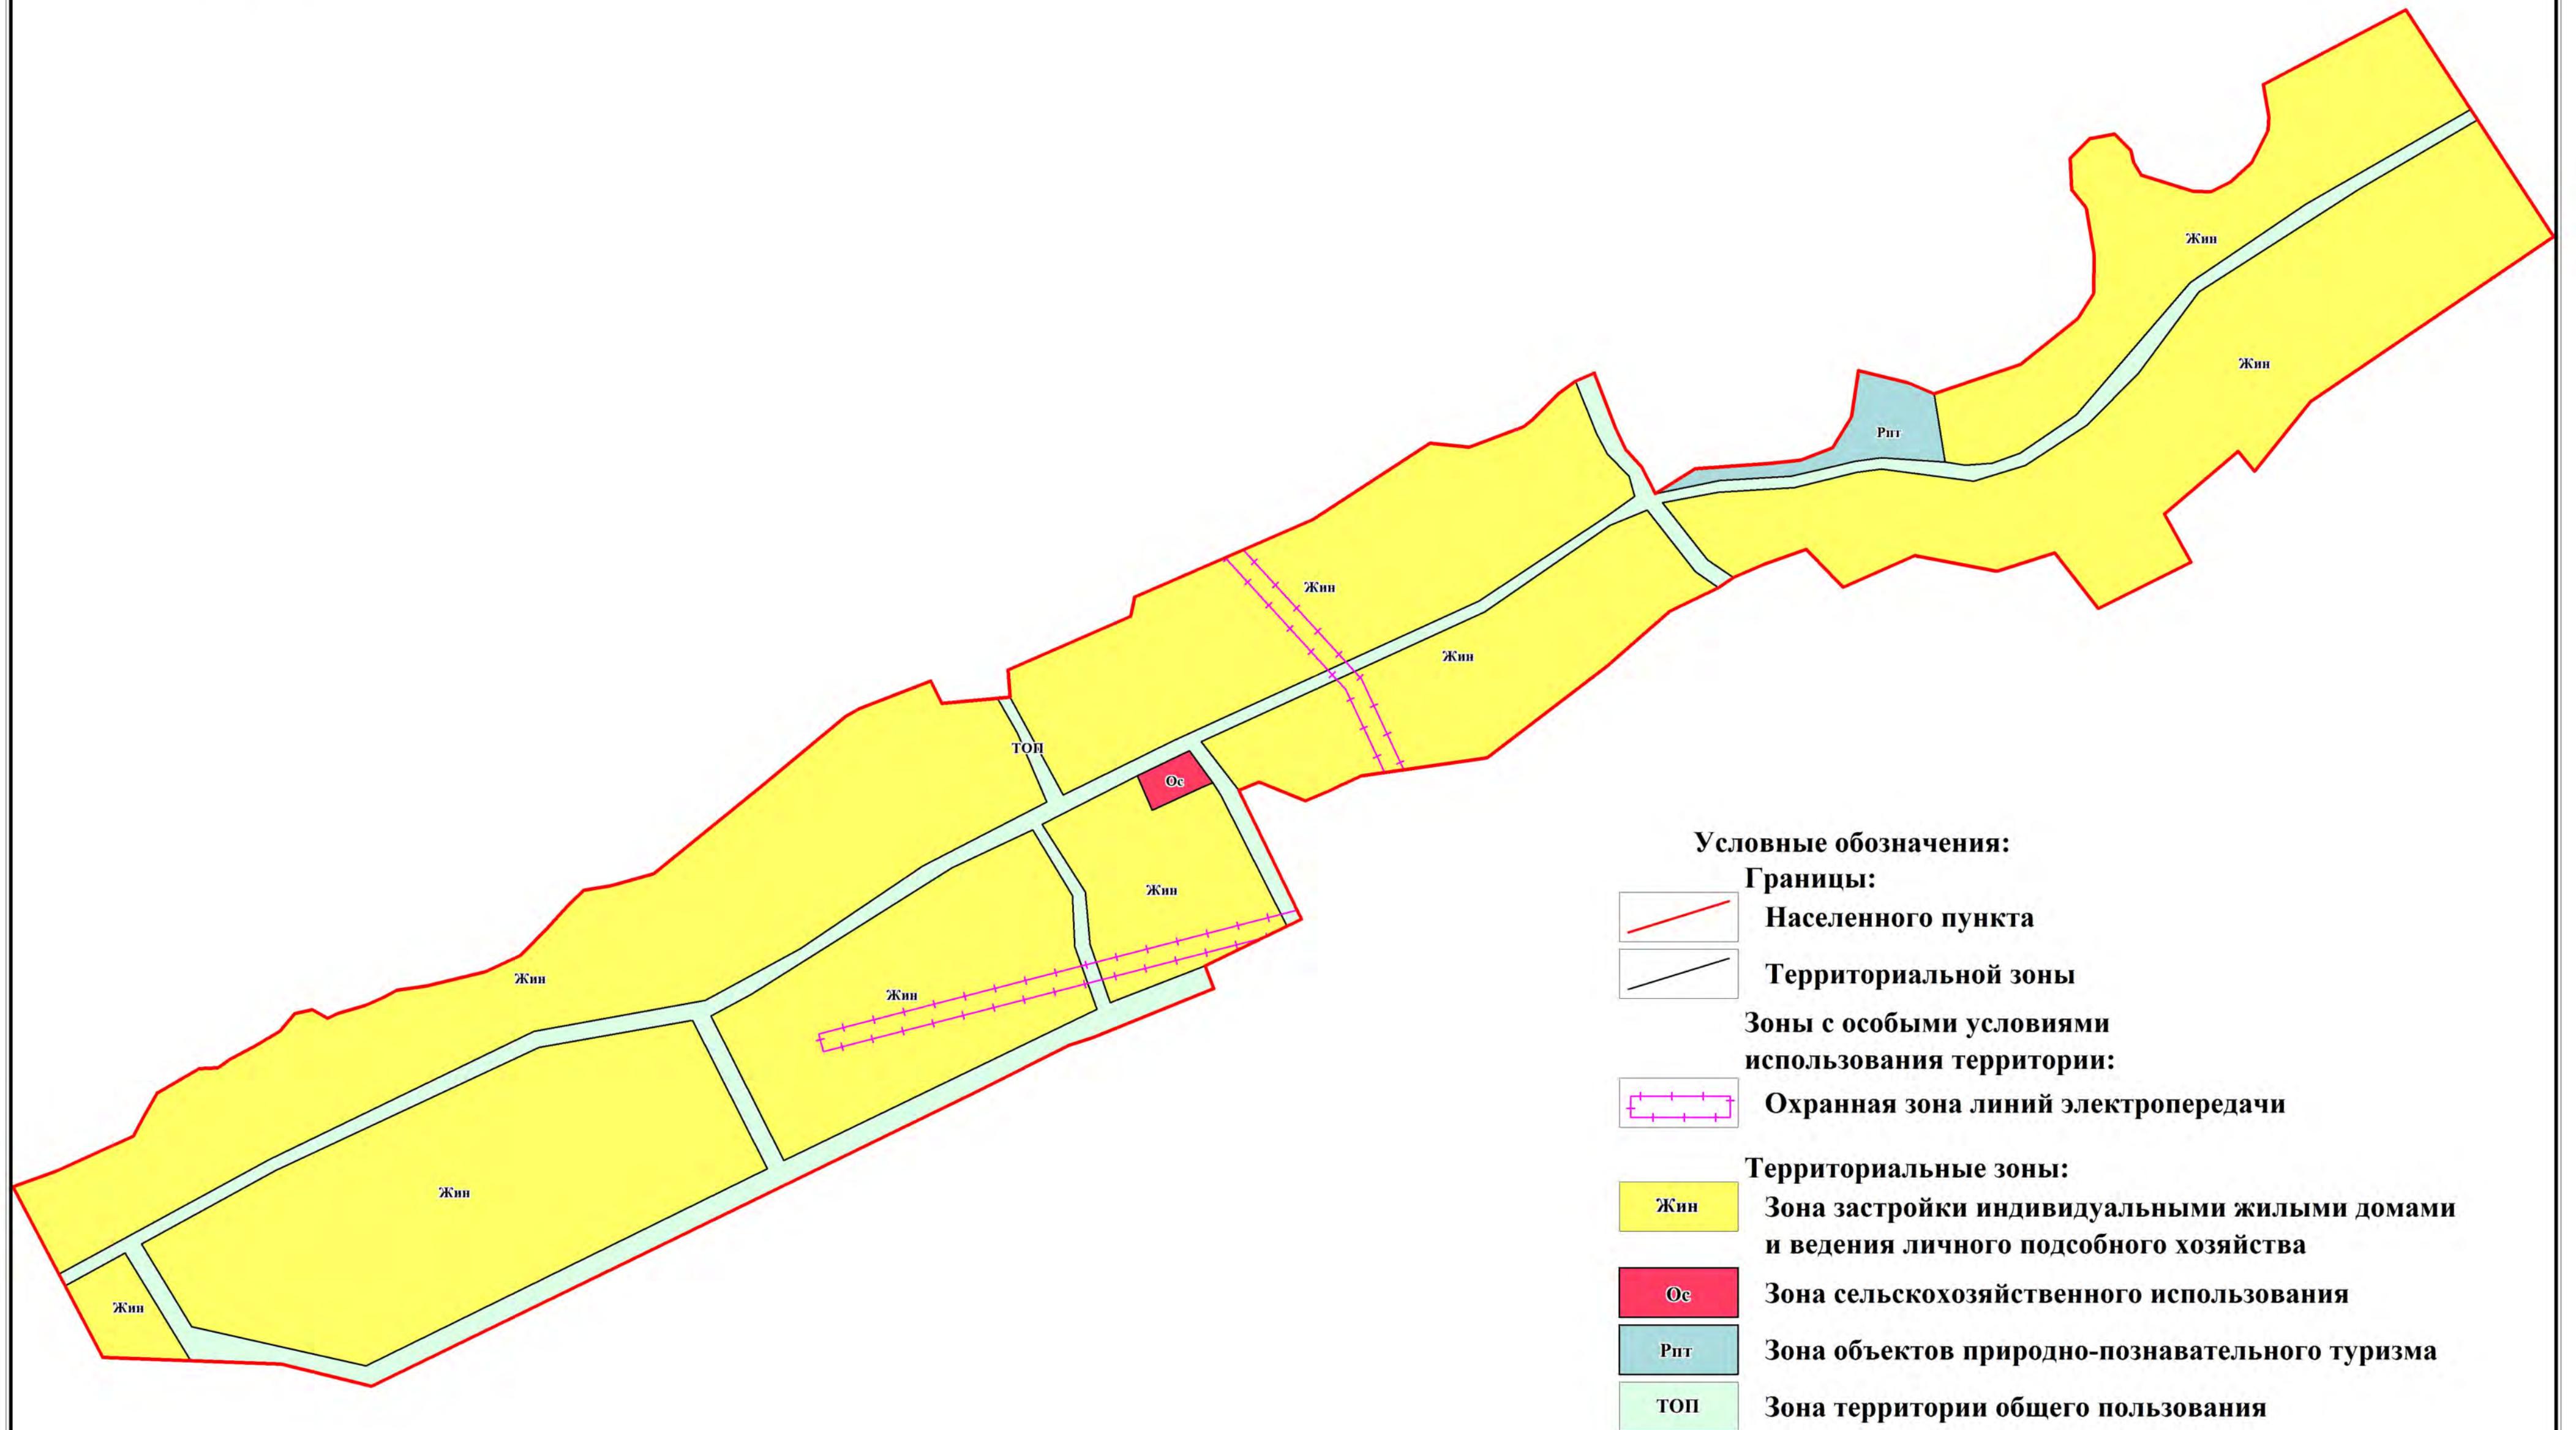 Жин
Жин
Рпт
Жин
Жин
ТОП
Ос
Жин
Жин
Жин
Жин
Жин
Условные обозначения:
Границы:
Населенного пункта
Территориальной зоны
Зоны с особыми условиями
использования территории:
Охранная зона линий электропередачи
Территориальные зоны:
Жин
Зона застройки индивидуальными жилыми домами
и ведения личного подсобного хозяйства
Ос
Зона сельскохозяйственного использования
Рпт
Зона объектов природно-познавательного туризма
ТОП
Зона территории общего пользования